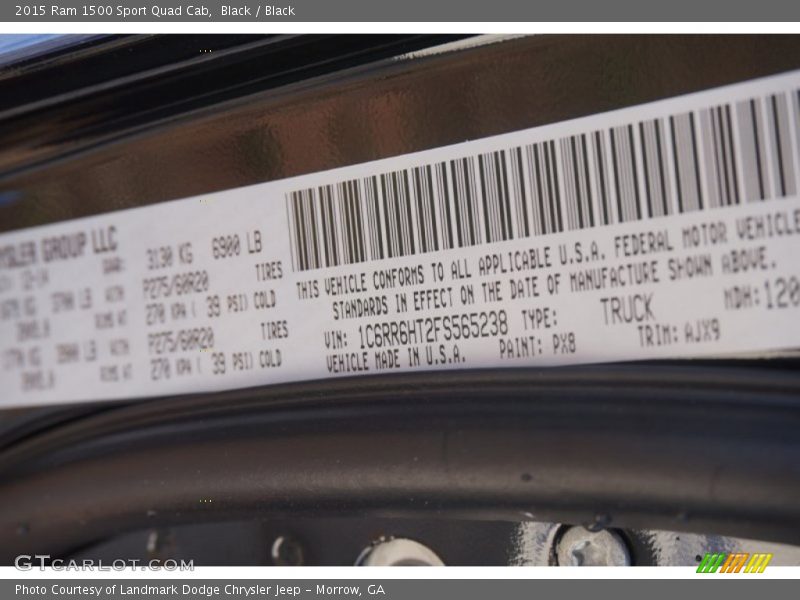 2015 Ram 1500 Sport Quad Cab, Black / Black
GROUP LLC
3130 KG 6900 LB
P275/60R20 TIRES
270 KPA ( 39 PSI) COLD
P275/60R20 TIRES
270 KPA ( 39 PSI) COLD
THIS VEHICLE CONFORMS TO ALL APPLICABLE U.S.A. FEDERAL MOTOR VEHICLE
STANDARDS IN EFFECT ON THE DATE OF MANUFACTURE SHOWN ABOVE.
VIN: 1C6RR6HT2FS565238 TYPE: TRUCK MDH: 120
VEHICLE MADE IN U.S.A. PAINT: PX8 TRIM: AJX9
GTCARLOT.COM
Photo Courtesy of Landmark Dodge Chrysler Jeep – Morrow, GA